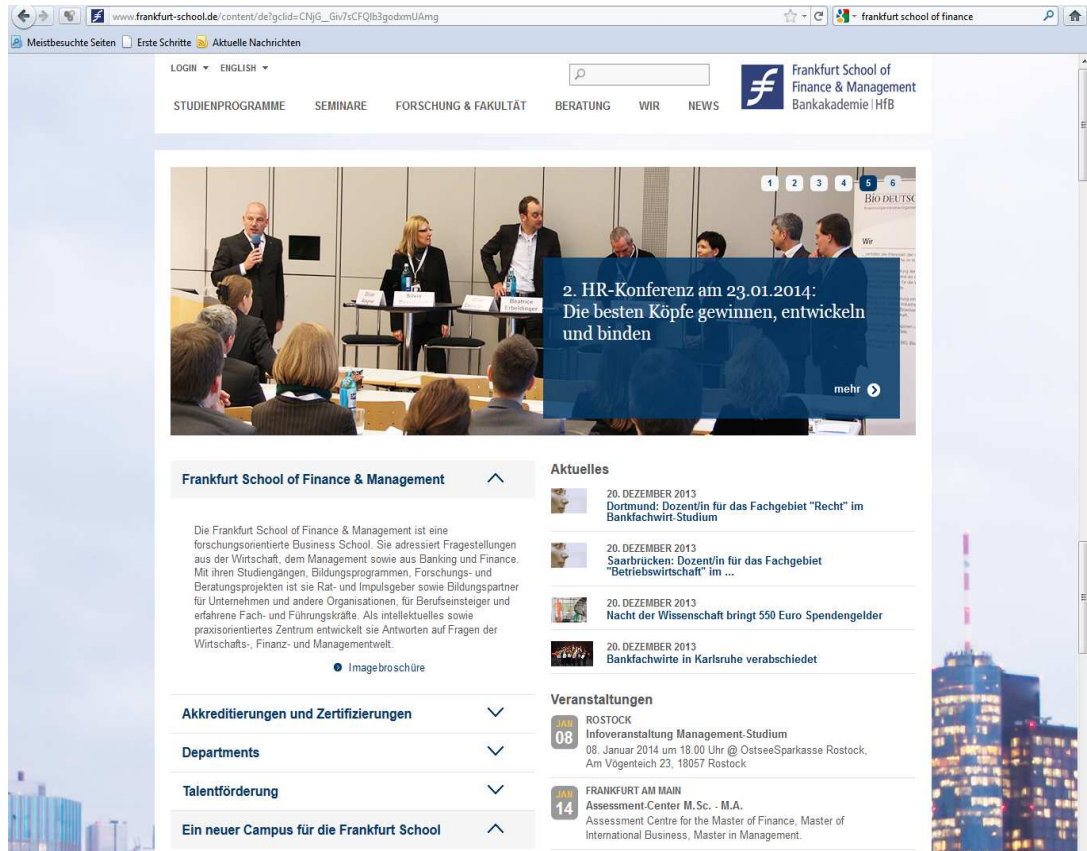 www.frankfurt-school.de/content/de?gclid=CNjG_Giv7sCFQIb3godxmUAmg
frankfurt school of finance
Meistbesuchte Seiten Erste Schritte Aktuelle Nachrichten
LOGIN ENGLISH
Frankfurt School of
Finance & Management
Bankakademie | HfB
STUDIENPROGRAMME SEMINARE FORSCHUNG & FAKULTÄT BERATUNG WIR NEWS
1 2 3 4 5 6
BIO DEUTSC
Wir
Beatrice
2. HR-Konferenz am 23.01.2014:
Die besten Köpfe gewinnen, entwickeln
und binden
mehr
Frankfurt School of Finance & Management
Die Frankfurt School of Finance & Management ist eine
forschungsorientierte Business School. Sie adressiert Fragestellungen
aus der Wirtschaft, dem Management sowie aus Banking und Finance.
Mit ihren Studiengängen, Bildungsprogrammen, Forschungs- und
Beratungsprojekten ist sie Rat- und Impulsgeber sowie Bildungspartner
für Unternehmen und andere Organisationen, für Berufseinsteiger und
erfahrene Fach- und Führungskräfte. Als intellektuelles sowie
praxisorientiertes Zentrum entwickelt sie Antworten auf Fragen der
Wirtschafts-, Finanz- und Managementwelt.
Imagebroschüre
Akkreditierungen und Zertifizierungen
Departments
Talentförderung
Ein neuer Campus für die Frankfurt School
Aktuelles
20. DEZEMBER 2013
Dortmund: Dozent/in für das Fachgebiet "Recht" im
Bankfachwirt-Studium
20. DEZEMBER 2013
Saarbrücken: Dozent/in für das Fachgebiet
"Betriebswirtschaft" im ...
20. DEZEMBER 2013
Nacht der Wissenschaft bringt 550 Euro Spendengelder
20. DEZEMBER 2013
Bankfachwirte in Karlsruhe verabschiedet
Veranstaltungen
JAN
08
ROSTOCK
Infoveranstaltung Management-Studium
08. Januar 2014 um 18.00 Uhr @ OstseeSparkasse Rostock,
Am Vögenteich 23, 18057 Rostock
JAN
14
FRANKFURT AM MAIN
Assessment-Center M.Sc. - M.A.
Assessment Centre for the Master of Finance, Master of
International Business, Master in Management.